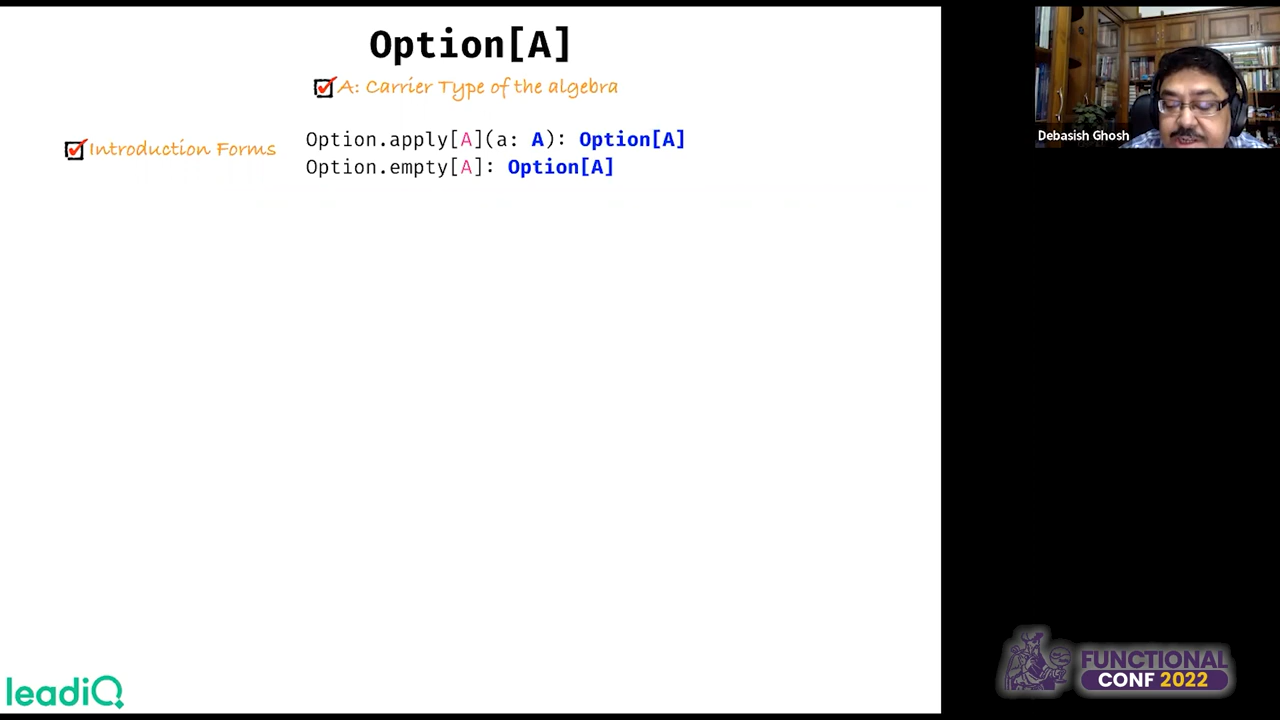 Option[A]
A: Carrier Type of the algebra
Introduction Forms
Option.apply[A](a: A): Option[A]
Option.empty[A]: Option[A]
Debasish Ghosh
leadiQ
FUNCTIONAL
CONF 2022